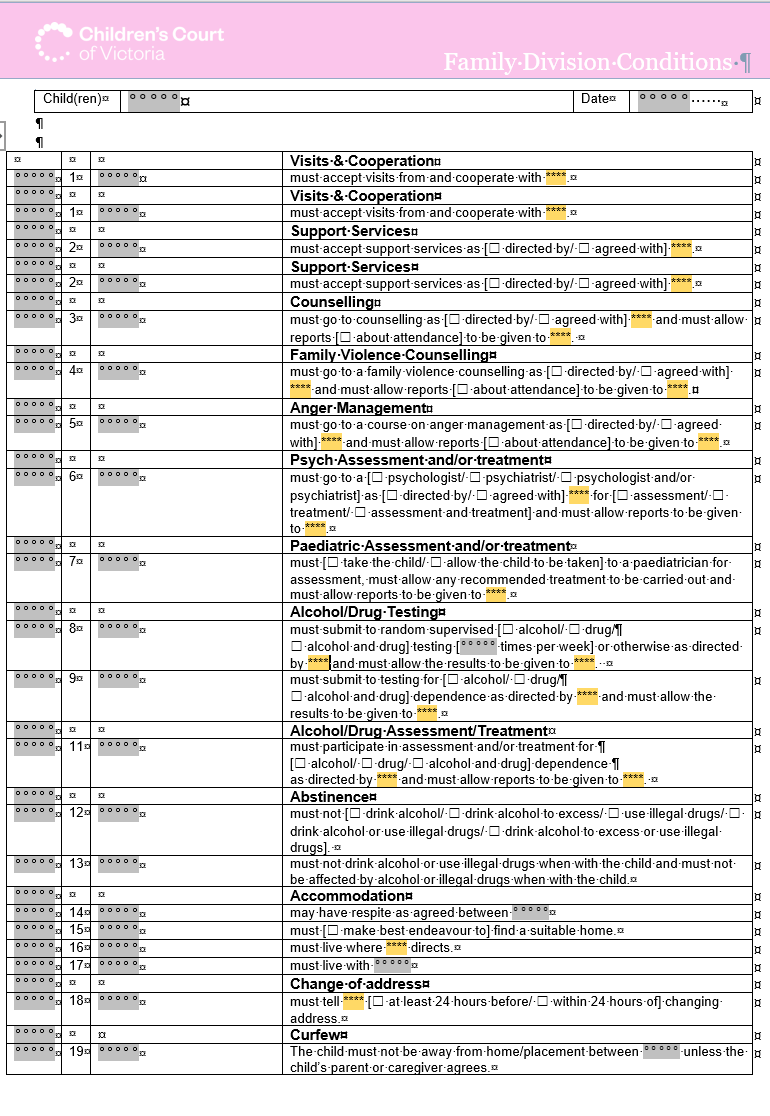 Children's Court
of Victoria
Family Division Conditions
Child(ren) Date
Visits & Cooperation
1 must accept visits from and cooperate with ****.
Visits & Cooperation
1 must accept visits from and cooperate with ****.
Support Services
2 must accept support services as [☐ directed by/ ☐ agreed with] ****.
Support Services
2 must accept support services as [☐ directed by/ ☐ agreed with] ****.
Counselling
3 must go to counselling as [☐ directed by/ ☐ agreed with] **** and must allow
reports [☐ about attendance] to be given to ****.
Family Violence Counselling
4 must go to a family violence counselling as [☐ directed by/ ☐ agreed with]
**** and must allow reports [☐ about attendance] to be given to ****.
Anger Management
5 must go to a course on anger management as [☐ directed by/ ☐ agreed
with] **** and must allow reports [☐ about attendance] to be given to ****.
Psych Assessment and/or treatment
6 must go to a [☐ psychologist/ ☐ psychiatrist/ ☐ psychologist and/or
psychiatrist] as [☐ directed by/ ☐ agreed with] **** for [☐ assessment/ ☐
treatment/ ☐ assessment and treatment] and must allow reports to be given
to ****.
Paediatric Assessment and/or treatment
7 must [☐ take the child/ ☐ allow the child to be taken] to a paediatrician for
assessment, must allow any recommended treatment to be carried out and
must allow reports to be given to ****.
Alcohol/Drug Testing
8 must submit to random supervised [☐ alcohol/ ☐ drug/
☐ alcohol and drug] testing [ times per week] or otherwise as directed
by **** and must allow the results to be given to ****.
9 must submit to testing for [☐ alcohol/ ☐ drug/
☐ alcohol and drug] dependence as directed by **** and must allow the
results to be given to ****.
Alcohol/Drug Assessment/Treatment
11 must participate in assessment and/or treatment for
[☐ alcohol/ ☐ drug/ ☐ alcohol and drug] dependence
as directed by **** and must allow reports to be given to ****.
Abstinence
12 must not [☐ drink alcohol/ ☐ drink alcohol to excess/ ☐ use illegal drugs/ ☐
drink alcohol or use illegal drugs/ ☐ drink alcohol to excess or use illegal
drugs].
13 must not drink alcohol or use illegal drugs when with the child and must not
be affected by alcohol or illegal drugs when with the child.
Accommodation
14 may have respite as agreed between
15 must [☐ make best endeavour to] find a suitable home.
16 must live where **** directs.
17 must live with
Change of address
18 must tell **** [☐ at least 24 hours before/ ☐ within 24 hours of] changing
address.
Curfew
19 The child must not be away from home/placement between unless the
child's parent or caregiver agrees.